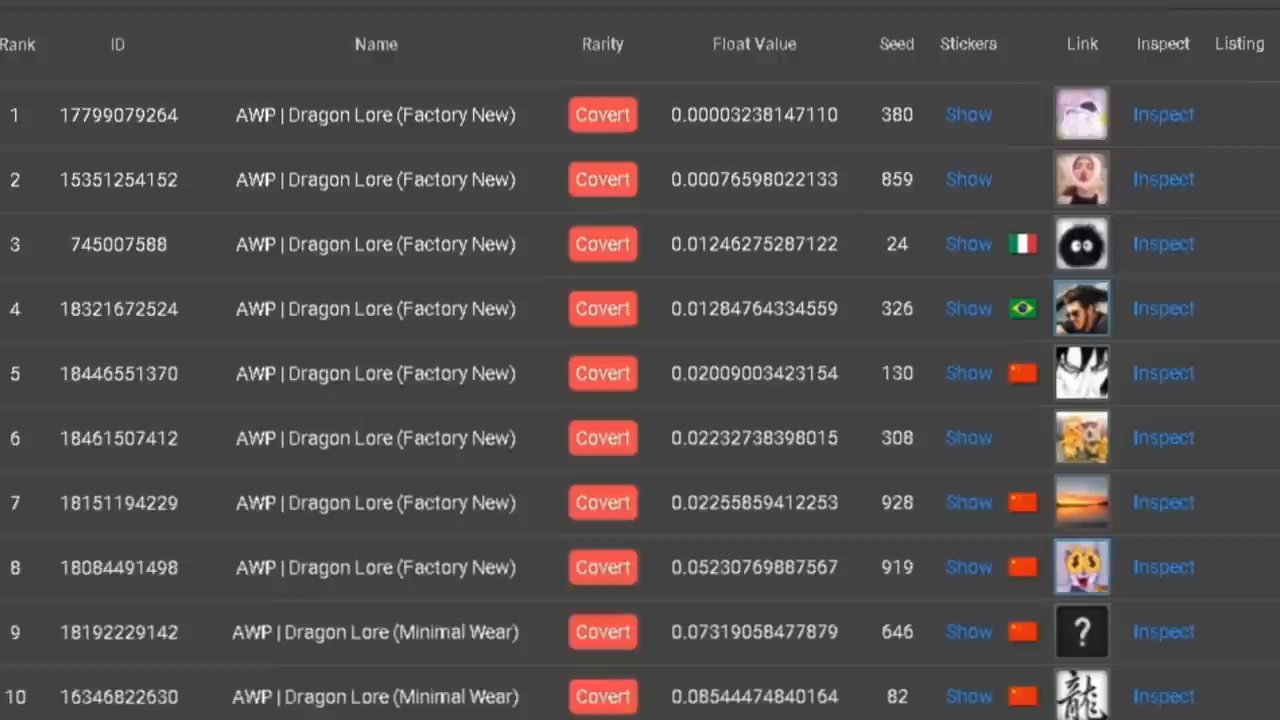 Rank ID Name Rarity Float Value Seed Stickers Link Inspect Listing
1 17799079264 AWP | Dragon Lore (Factory New) Covert 0.00003238147110 380 Show Inspect
2 15351254152 AWP | Dragon Lore (Factory New) Covert 0.00076598022133 859 Show Inspect
3 745007588 AWP | Dragon Lore (Factory New) Covert 0.01246275287122 24 Show Inspect
4 18321672524 AWP | Dragon Lore (Factory New) Covert 0.01284764334559 326 Show Inspect
5 18446551370 AWP | Dragon Lore (Factory New) Covert 0.02009003423154 130 Show Inspect
6 18461507412 AWP | Dragon Lore (Factory New) Covert 0.02232738398015 308 Show Inspect
7 18151194229 AWP | Dragon Lore (Factory New) Covert 0.02255859412253 928 Show Inspect
8 18084491498 AWP | Dragon Lore (Factory New) Covert 0.05230769887567 919 Show Inspect
9 18192229142 AWP | Dragon Lore (Minimal Wear) Covert 0.07319058477879 646 Show ? Inspect
10 16346822630 AWP | Dragon Lore (Minimal Wear) Covert 0.08544474840164 82 Show 龍 Inspect